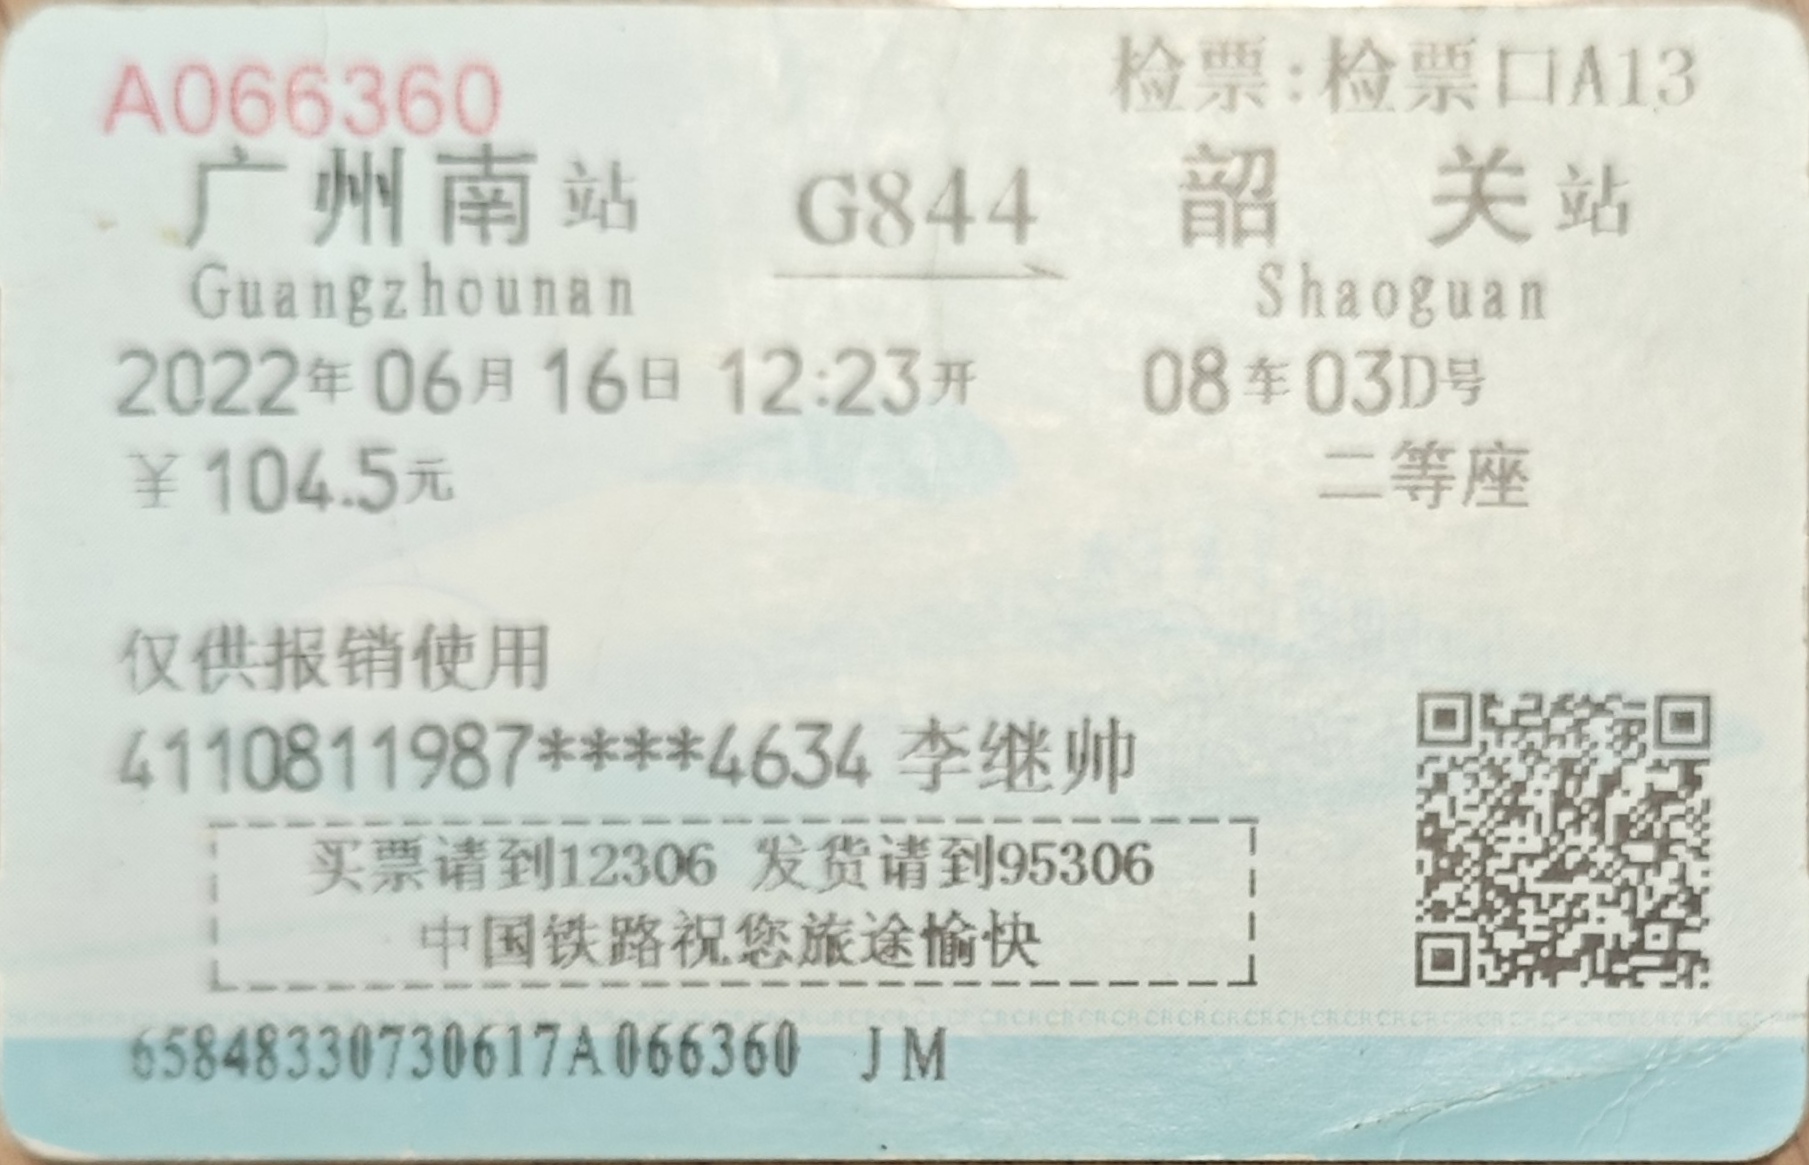 A066360
检票:检票口A13
广州南站 G844 韶关站
Guangzhounan Shaoguan
2022年06月16日 12:23开 08车03D号
¥104.5元 二等座
仅供报销使用
4110811987****4634 李继帅
买票请到12306 发货请到95306
中国铁路祝您旅途愉快
65848330730617A066360 JM